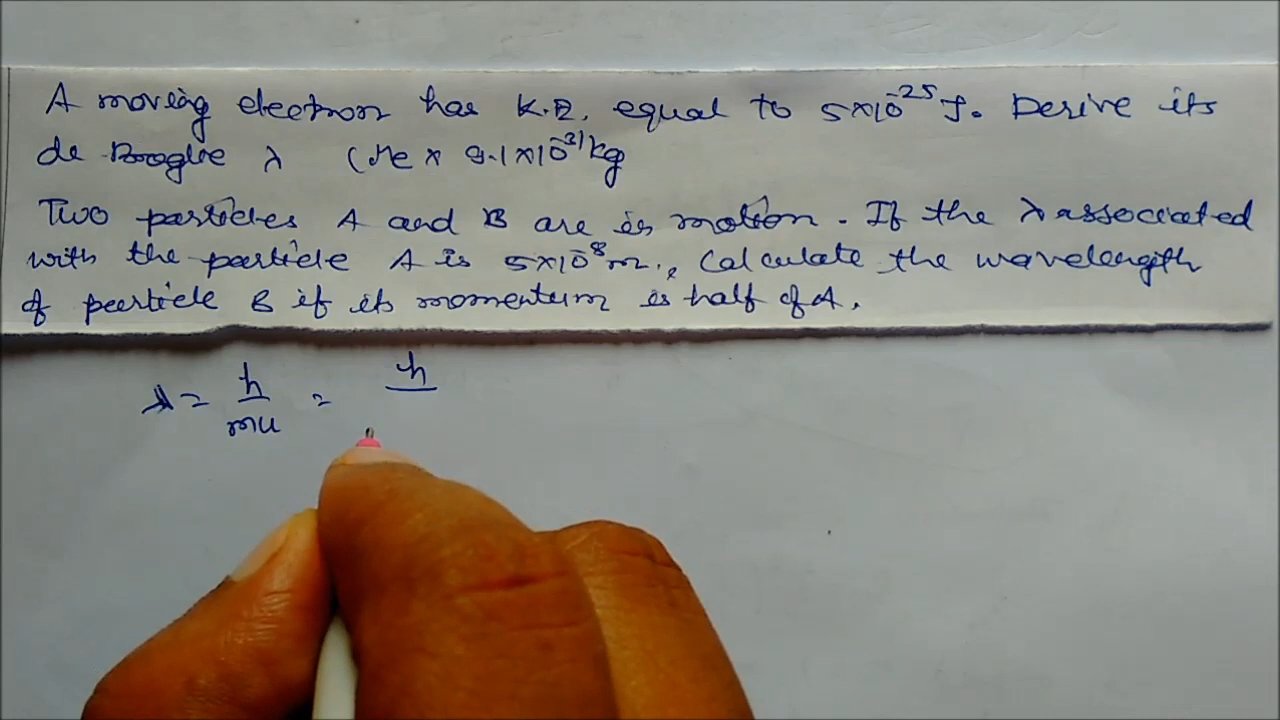 A moving electron has K.E. equal to 5×10⁻²⁵ J. Derive its
de Broglie λ (Me × 9.1×10⁻³¹ kg
Two particles A and B are in motion. If the λ associated
with the particle A is 5×10⁻⁸ m., Calculate the wavelength
of particle B if its momentum is half of A.
λ = h/mu = h